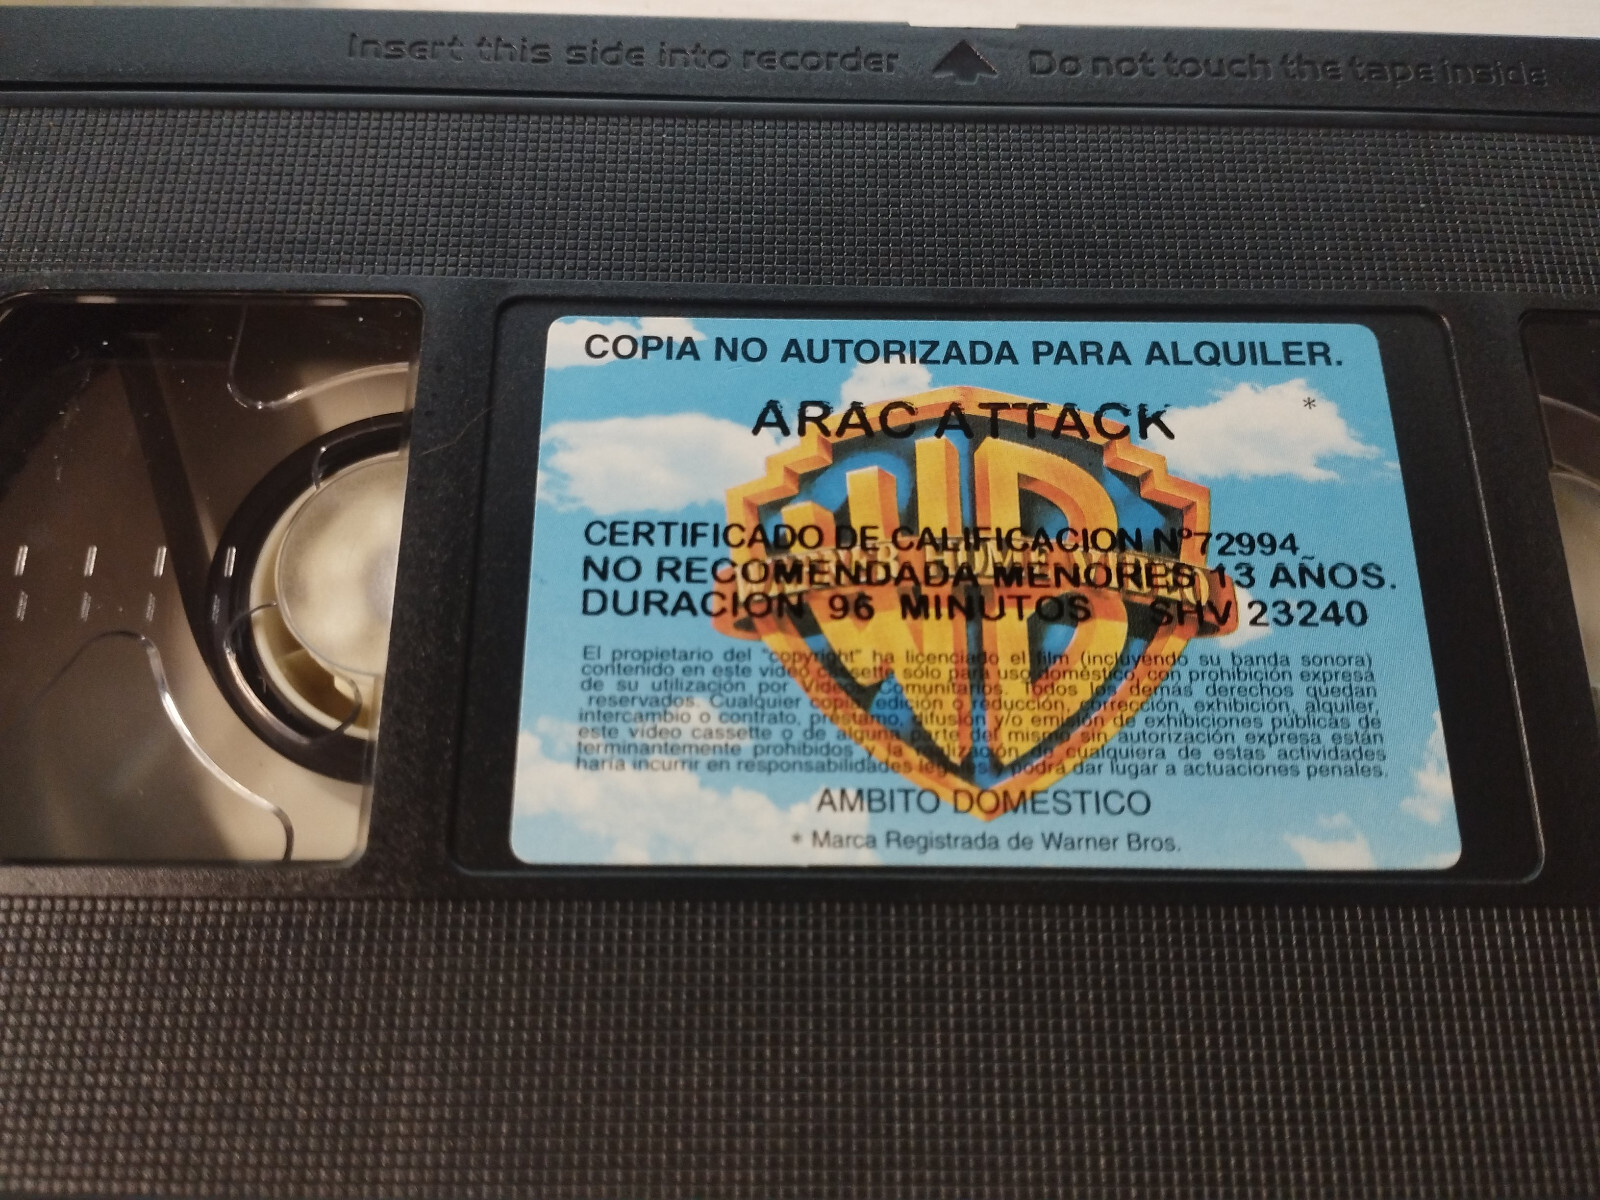 Insert this side into recorder Do not touch the tape inside
COPIA NO AUTORIZADA PARA ALQUILER.
ARAC ATTACK *
CERTIFICADO DE CALIFICACION Nº72994_
NO RECOMENDADA MENORES 13 AÑOS.
DURACION 96 MINUTOS SHV 23240
El propietario del "copyright" ha licenciado el film (incluyendo su banda sonora)
contenido en este video cassette sólo para uso doméstico, con prohibición expresa
de su utilización por Videos Comunitarios. Todos los demás derechos quedan
reservados. Cualquier copia, edición o reducción, corrección, exhibición, alquiler,
intercambio o contrato, préstamo, difusión y/o emisión de exhibiciones públicas de
este video cassette o de alguna parte del mismo sin autorización expresa están
terminantemente prohibidos y la realización de cualquiera de estas actividades
haría incurrir en responsabilidades legales y podrá dar lugar a actuaciones penales.
AMBITO DOMESTICO
* Marca Registrada de Warner Bros.
WB
HOME